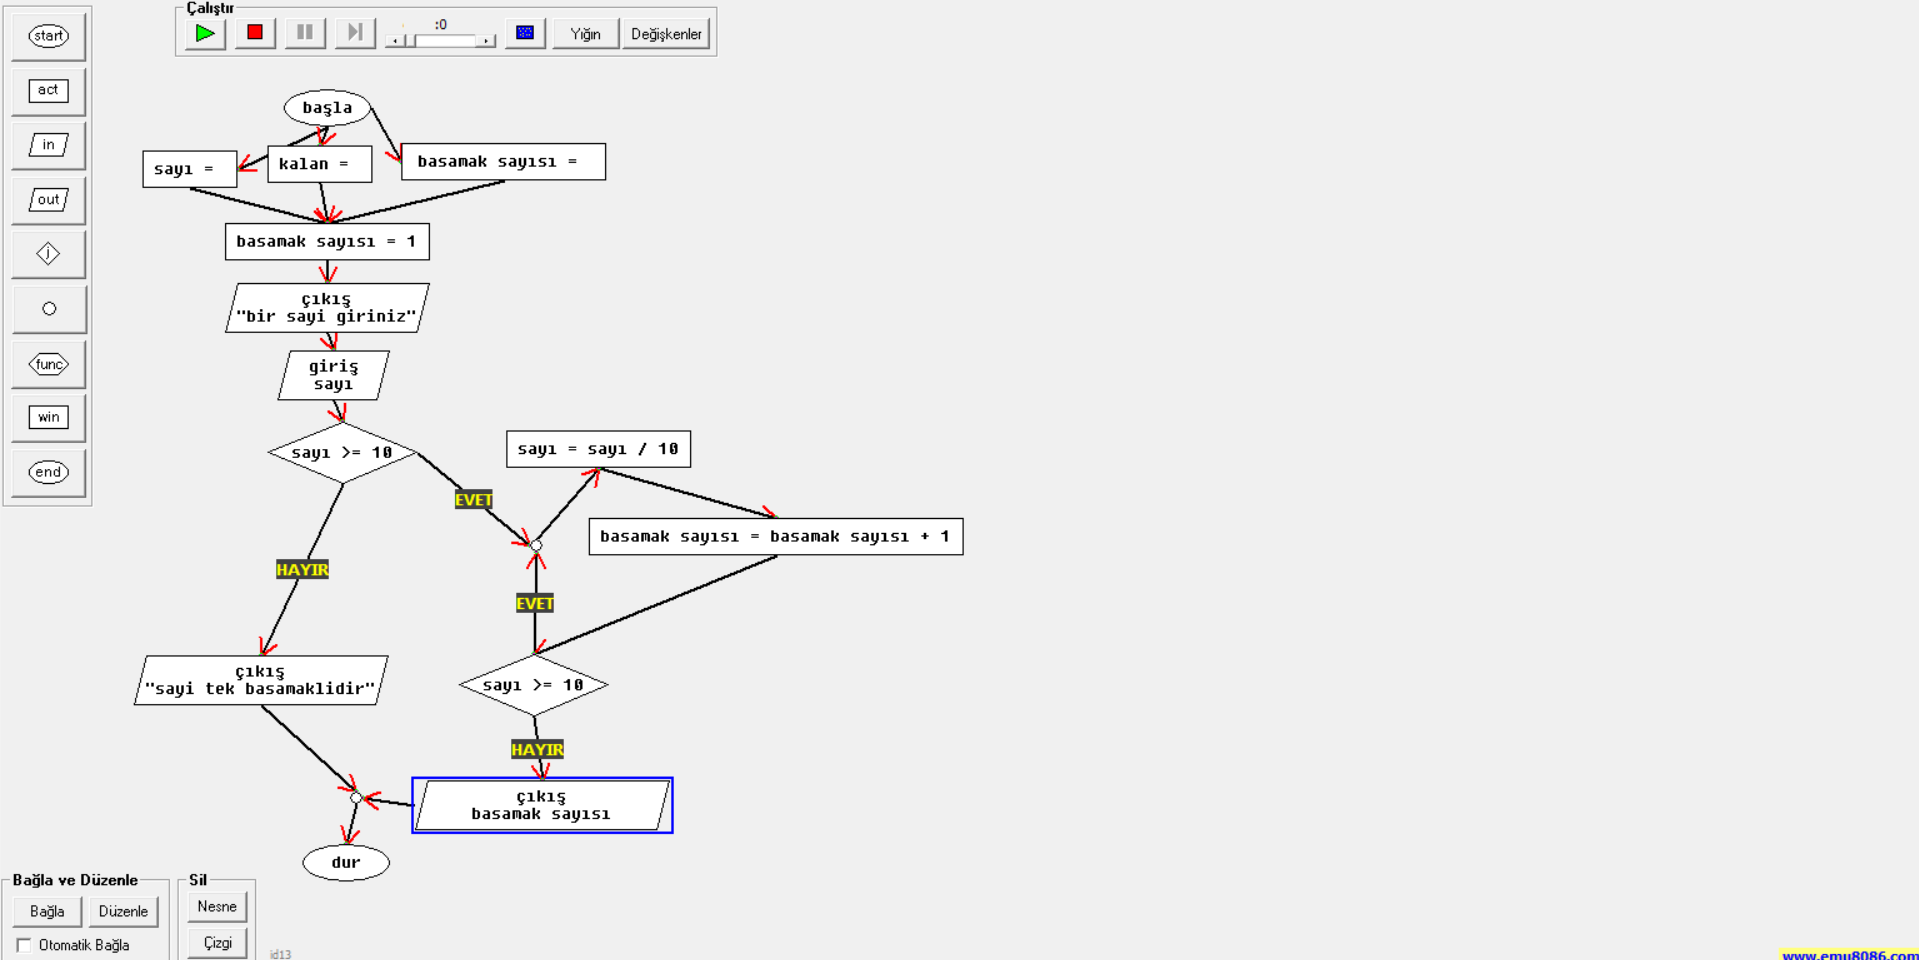 Çalıştır
:0
Yığın
Değişkenler
start
act
in
out
j
func
win
end
başla
sayı =
kalan =
basamak sayısı =
basamak sayısı = 1
çıkış
"bir sayi giriniz"
giriş
sayı
sayı >= 10
EVET
HAYIR
sayı = sayı / 10
basamak sayısı = basamak sayısı + 1
EVET
sayı >= 10
HAYIR
çıkış
"sayi tek basamaklidir"
çıkış
basamak sayısı
dur
Bağla ve Düzenle
Bağla
Düzenle
Otomatik Bağla
Sil
Nesne
Çizgi
id13
www.emu8086.com